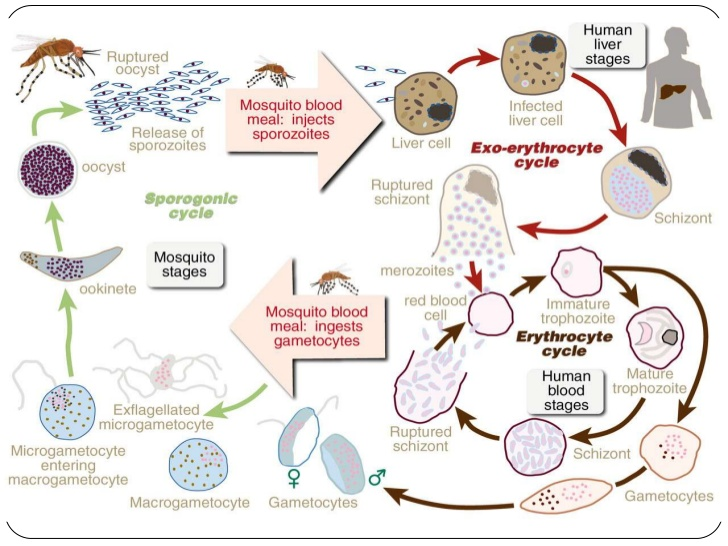 Ruptured
oocyst
Release of
sporozoites
Mosquito blood
meal: injects
sporozoites
Liver cell
Infected
liver cell
Human
liver
stages
Exo-erythrocyte
cycle
oocyst
Sporogonic
cycle
Ruptured
schizont
Schizont
Mosquito
stages
ookinete
merozoites
red blood
cell
Immature
trophozoite
Mosquito blood
meal: ingests
gametocytes
Erythrocyte
cycle
Human
blood
stages
Mature
trophozoite
Exflagellated
microgametocyte
Ruptured
schizont
Schizont
Microgametocyte
entering
macrogametocyte
Macrogametocyte
♀
♂
Gametocytes
Gametocytes